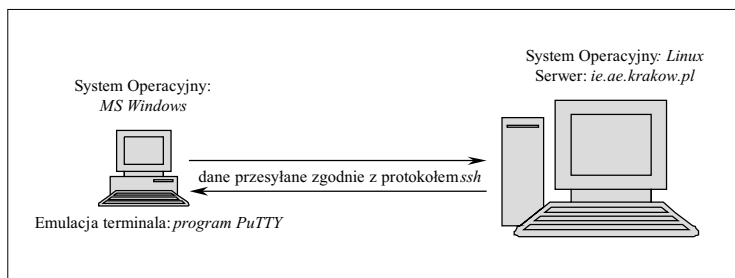 System Operacyjny: Linux
Serwer: ie.ae.krakow.pl
System Operacyjny:
MS Windows
dane przesyłane zgodnie z protokołem ssh
Emulacja terminala: program PuTTY